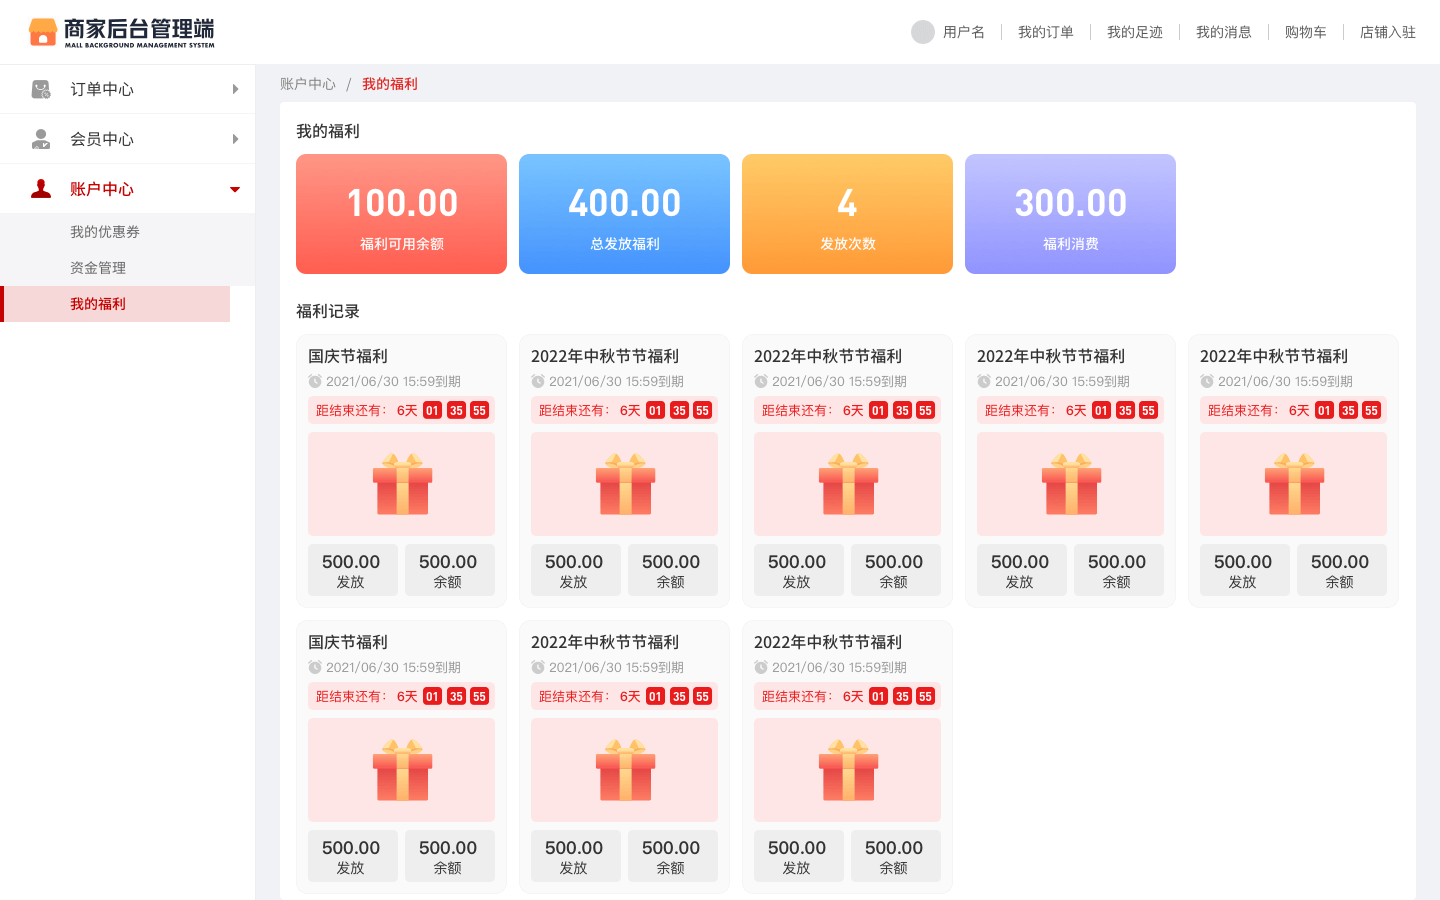 商家后台管理端
MALL BACKGROUND MANAGEMENT SYSTEM
用户名
我的订单
我的足迹
我的消息
购物车
店铺入驻
订单中心
会员中心
账户中心
我的优惠券
资金管理
我的福利
账户中心 / 我的福利
我的福利
100.00
福利可用余额
400.00
总发放福利
4
发放次数
300.00
福利消费
福利记录
国庆节福利
2021/06/30 15:59到期
距结束还有： 6天 01 35 55
500.00
发放
500.00
余额
2022年中秋节节福利
2021/06/30 15:59到期
距结束还有： 6天 01 35 55
500.00
发放
500.00
余额
2022年中秋节节福利
2021/06/30 15:59到期
距结束还有： 6天 01 35 55
500.00
发放
500.00
余额
2022年中秋节节福利
2021/06/30 15:59到期
距结束还有： 6天 01 35 55
500.00
发放
500.00
余额
2022年中秋节节福利
2021/06/30 15:59到期
距结束还有： 6天 01 35 55
500.00
发放
500.00
余额
国庆节福利
2021/06/30 15:59到期
距结束还有： 6天 01 35 55
500.00
发放
500.00
余额
2022年中秋节节福利
2021/06/30 15:59到期
距结束还有： 6天 01 35 55
500.00
发放
500.00
余额
2022年中秋节节福利
2021/06/30 15:59到期
距结束还有： 6天 01 35 55
500.00
发放
500.00
余额